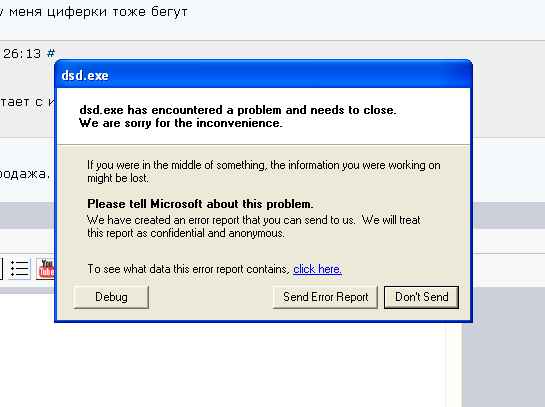 у меня циферки тоже бегут
26:13 #
dsd.exe
dsd.exe has encountered a problem and needs to close.
We are sorry for the inconvenience.
If you were in the middle of something, the information you were working on
might be lost.
Please tell Microsoft about this problem.
We have created an error report that you can send to us. We will treat
this report as confidential and anonymous.
To see what data this error report contains, click here.
You
Debug
Send Error Report
Don't Send